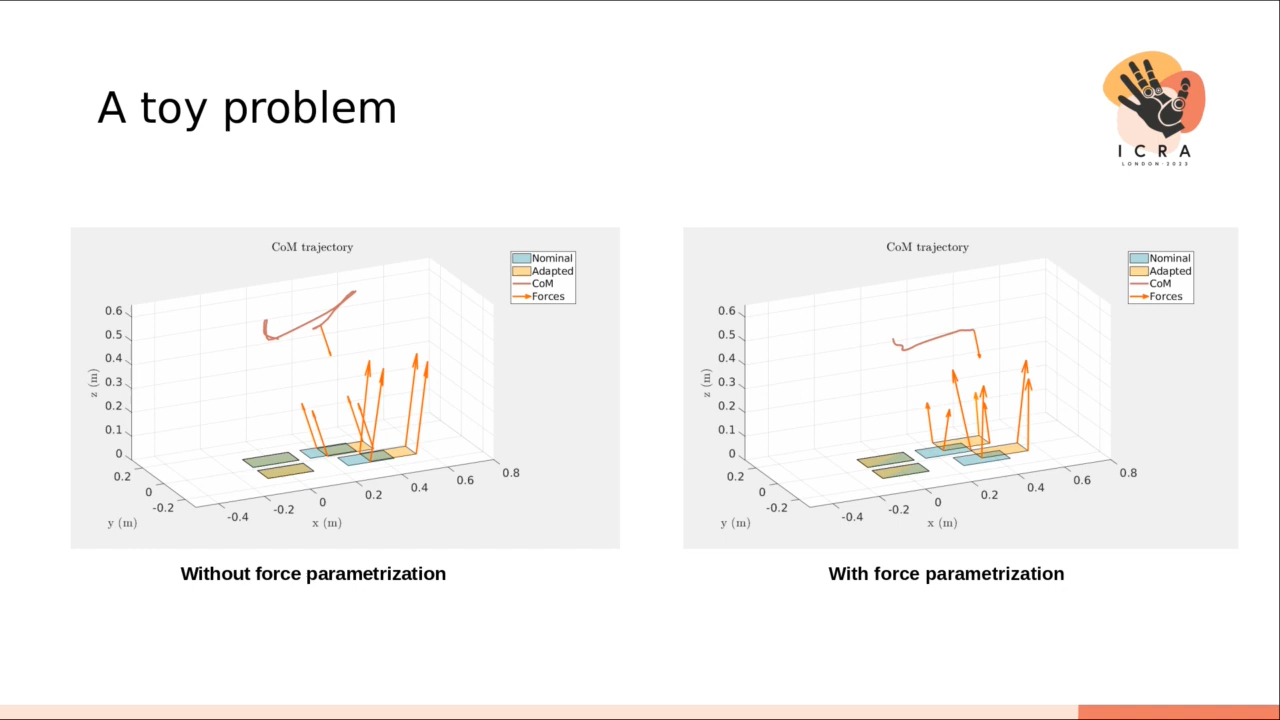 A toy problem
ICRA
LONDON·2023
CoM trajectory
Nominal
Adapted
CoM
Forces
0.6
0.5
0.4
0.3
0.2
0.1
0
z (m)
0.2
0
-0.2
y (m)
-0.4
-0.2
0
0.2
0.4
0.6
0.8
x (m)
Without force parametrization
CoM trajectory
Nominal
Adapted
CoM
Forces
0.6
0.5
0.4
0.3
0.2
0.1
0
z (m)
0.2
0
-0.2
y (m)
-0.4
-0.2
0
0.2
0.4
0.6
0.8
x (m)
With force parametrization